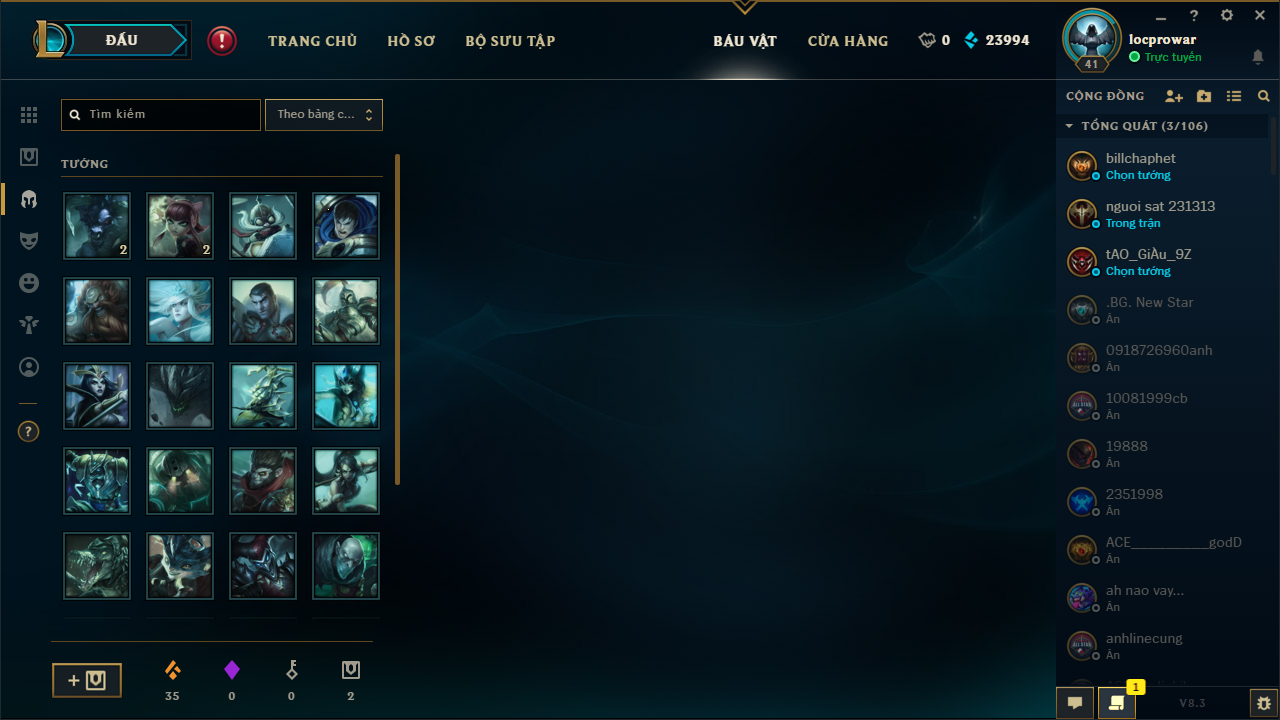 ĐẤU
TRANG CHỦ
HỒ SƠ
BỘ SƯU TẬP
BÁU VẬT
CỬA HÀNG
0
23994
41
locprowar
Trực tuyến
Tìm kiếm
Theo bảng c...
TƯỚNG
2
2
35
0
0
2
CỘNG ĐỒNG
TỔNG QUÁT (3/106)
billchaphet
Chọn tướng
nguoi sat 231313
Trong trận
tAO_GiÀu_9Z
Chọn tướng
.BG. New Star
Ẩn
0918726960anh
Ẩn
10081999cb
Ẩn
19888
Ẩn
2351998
Ẩn
ACE__________godD
Ẩn
ah nao vay...
Ẩn
anhlinecung
Ẩn
1
V8.3